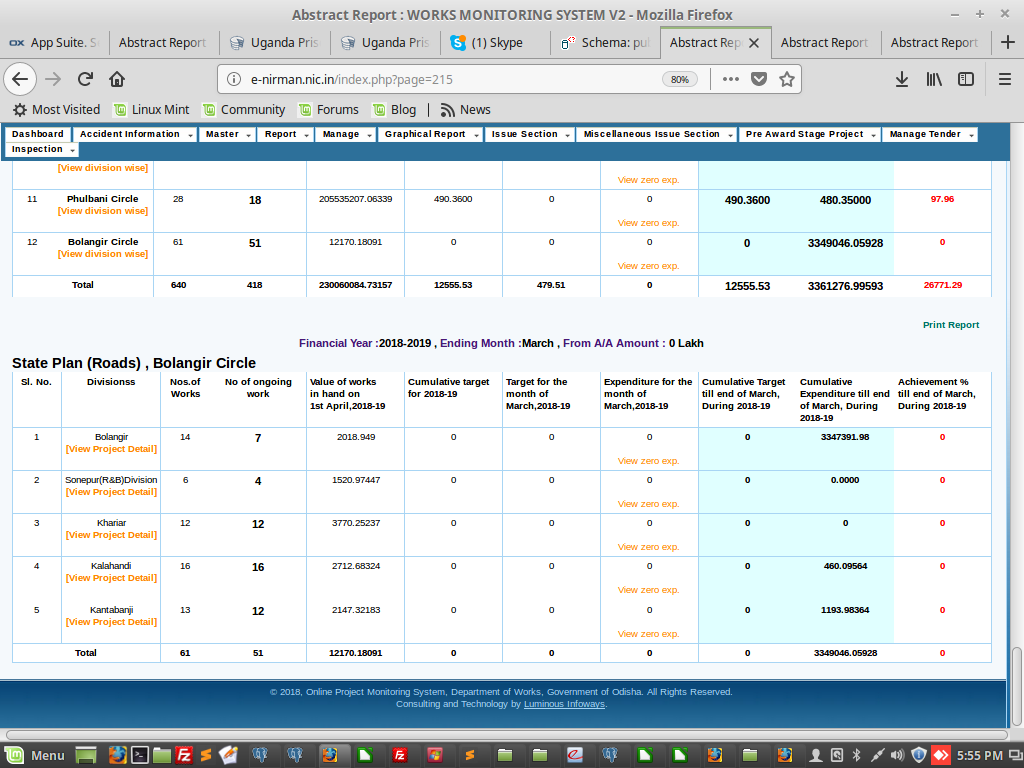 Abstract Report : WORKS MONITORING SYSTEM V2 - Mozilla Firefox
App Suite. S Abstract Report Uganda Pris Uganda Pris (1) Skype Schema: pu Abstract Rep Abstract Report Abstract Report
e-nirman.nic.in/index.php?page=215 80%
Most Visited Linux Mint Community Forums Blog News
Dashboard Accident Information Master Report Manage Graphical Report Issue Section Miscellaneous Issue Section Pre Award Stage Project Manage Tender
Inspection
[View division wise]
View zero exp.
11 Phulbani Circle 28 18 205535207.06339 490.3600 0 0 490.3600 480.35000 97.96
[View division wise]
View zero exp.
12 Bolangir Circle 61 51 12170.18091 0 0 0 0 3349046.05928 0
[View division wise]
View zero exp.
Total 640 418 230060084.73157 12555.53 479.51 0 12555.53 3361276.99593 26771.29
Print Report
Financial Year :2018-2019 , Ending Month :March , From A/A Amount : 0 Lakh
State Plan (Roads) , Bolangir Circle
Sl. No. Divisionss Nos.of No of ongoing Value of works Cumulative target Target for the Expenditure for the Cumulative Target Cumulative Achievement %
Works work in hand on for 2018-19 month of month of till end of March, Expenditure till end till end of March,
1st April,2018-19 March,2018-19 March,2018-19 During 2018-19 of March, During During 2018-19
2018-19
1 Bolangir 14 7 2018.949 0 0 0 0 3347391.98 0
[View Project Detail]
View zero exp.
2 Sonepur(R&B)Division 6 4 1520.97447 0 0 0 0 0.0000 0
[View Project Detail]
View zero exp.
3 Khariar 12 12 3770.25237 0 0 0 0 0 0
[View Project Detail]
View zero exp.
4 Kalahandi 16 16 2712.68324 0 0 0 0 460.09564 0
[View Project Detail]
View zero exp.
5 Kantabanji 13 12 2147.32183 0 0 0 0 1193.98364 0
[View Project Detail]
View zero exp.
Total 61 51 12170.18091 0 0 0 0 3349046.05928 0
© 2018, Online Project Monitoring System, Department of Works, Government of Odisha. All Rights Reserved.
Consulting and Technology by Luminous Infoways.
Menu 5:55 PM